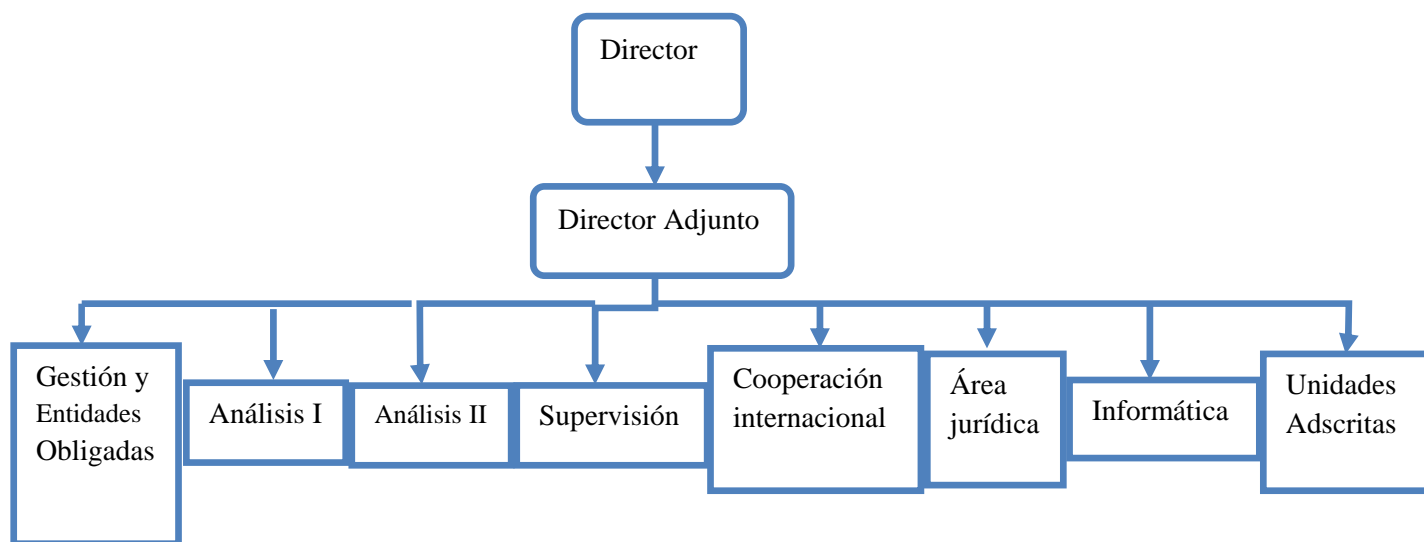 Director
Director Adjunto
Gestión y
Entidades
Obligadas
Análisis I
Análisis II
Supervisión
Cooperación
internacional
Área
jurídica
Informática
Unidades
Adscritas